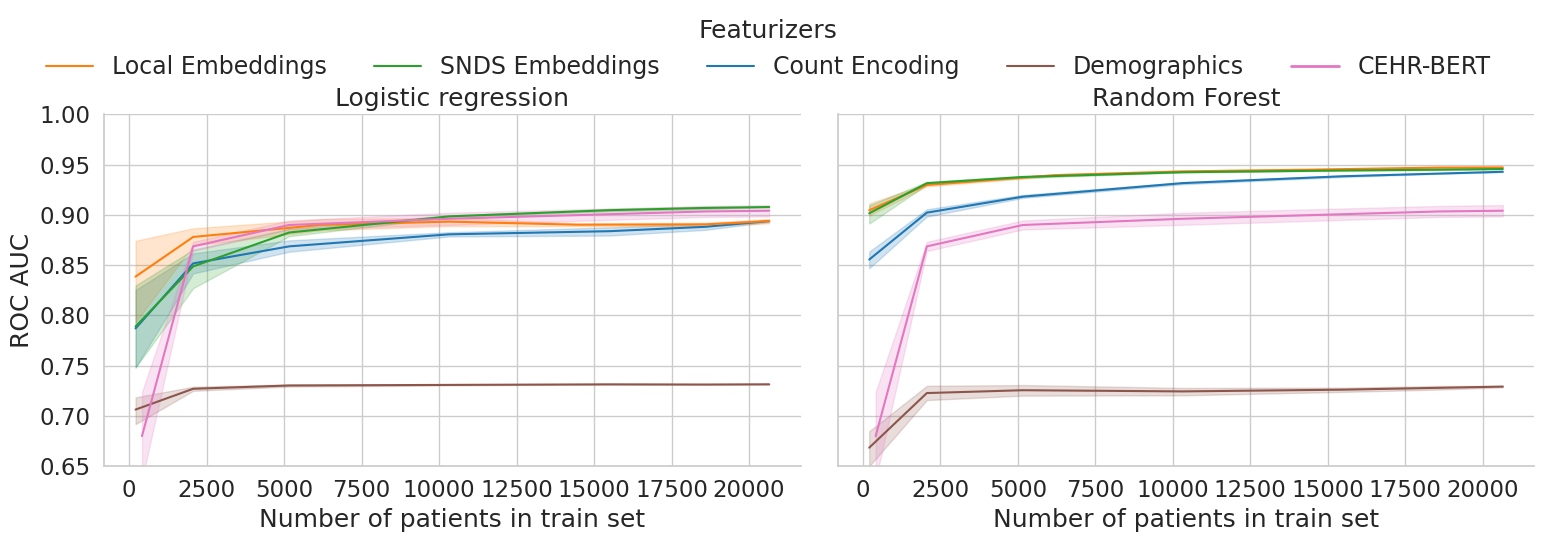 Featurizers
Local Embeddings SNDS Embeddings Count Encoding Demographics CEHR-BERT
Logistic regression Random Forest
1.00
0.95
0.90
0.85
0.80
0.75
0.70
0.65
ROC AUC
0 2500 5000 7500 10000 12500 15000 17500 20000 0 2500 5000 7500 10000 12500 15000 17500 20000
Number of patients in train set Number of patients in train set